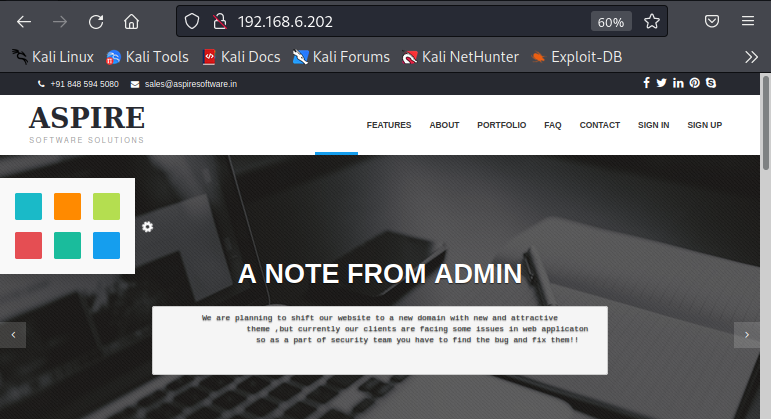 192.168.6.202
60%
Kali Linux
Kali Tools
Kali Docs
Kali Forums
Kali NetHunter
Exploit-DB
+91 848 594 5080
sales@aspiresoftware.in
ASPIRE
SOFTWARE SOLUTIONS
FEATURES
ABOUT
PORTFOLIO
FAQ
CONTACT
SIGN IN
SIGN UP
A NOTE FROM ADMIN
We are planning to shift our website to a new domain with new and attractive
theme ,but currently our clients are facing some issues in web applicaton
so as a part of security team you have to find the bug and fix them!!